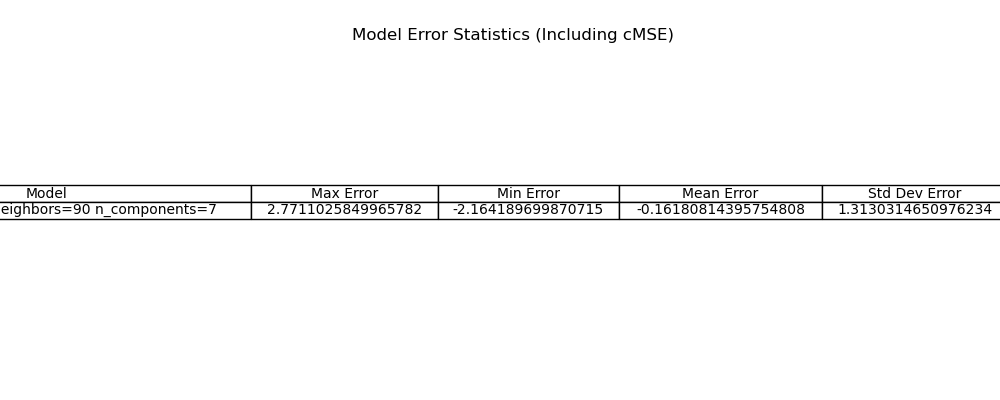 Model Error Statistics (Including cMSE)
Model Max Error Min Error Mean Error Std Dev Error
eighbors=90 n_components=7 2.7711025849965782 -2.164189699870715 -0.16180814395754808 1.3130314650976234